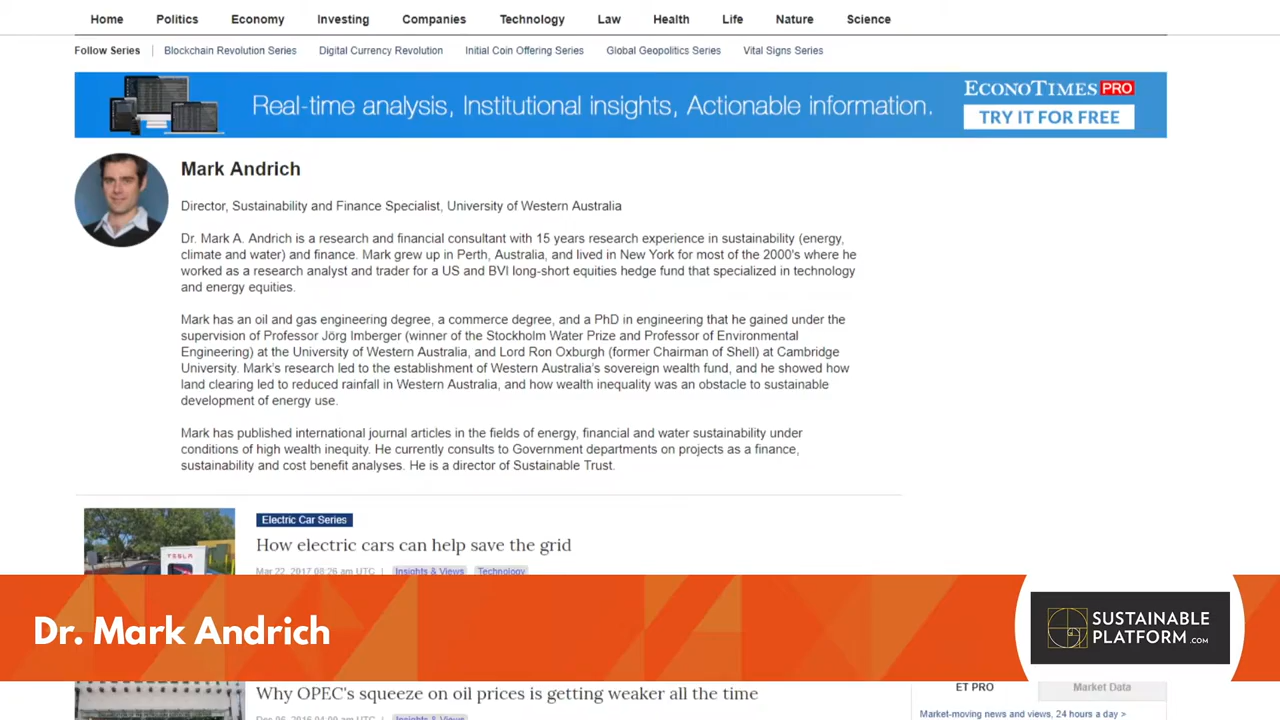 Home Politics Economy Investing Companies Technology Law Health Life Nature Science
Follow Series Blockchain Revolution Series Digital Currency Revolution Initial Coin Offering Series Global Geopolitics Series Vital Signs Series
Real-time analysis, Institutional insights, Actionable information.
ECONOTIMES PRO
TRY IT FOR FREE
Mark Andrich
Director, Sustainability and Finance Specialist, University of Western Australia
Dr. Mark A. Andrich is a research and financial consultant with 15 years research experience in sustainability (energy,
climate and water) and finance. Mark grew up in Perth, Australia, and lived in New York for most of the 2000's where he
worked as a research analyst and trader for a US and BVI long-short equities hedge fund that specialized in technology
and energy equities.
Mark has an oil and gas engineering degree, a commerce degree, and a PhD in engineering that he gained under the
supervision of Professor Jörg Imberger (winner of the Stockholm Water Prize and Professor of Environmental
Engineering) at the University of Western Australia, and Lord Ron Oxburgh (former Chairman of Shell) at Cambridge
University. Mark's research led to the establishment of Western Australia's sovereign wealth fund, and he showed how
land clearing led to reduced rainfall in Western Australia, and how wealth inequality was an obstacle to sustainable
development of energy use.
Mark has published international journal articles in the fields of energy, financial and water sustainability under
conditions of high wealth inequity. He currently consults to Government departments on projects as a finance,
sustainability and cost benefit analyses. He is a director of Sustainable Trust.
Electric Car Series
How electric cars can help save the grid
TESLA
Mar 22, 2017 08:26 am UTC | Insights & Views Technology
Dr. Mark Andrich
SUSTAINABLE
PLATFORM.COM
Why OPEC's squeeze on oil prices is getting weaker all the time
Dec 06, 2016 04:09 am UTC | Insights & Views
ET PRO Market Data
Market-moving news and views, 24 hours a day >